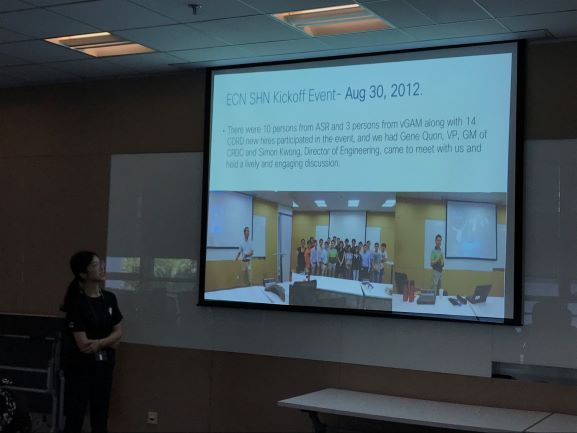 ECN SHN Kickoff Event- Aug 30, 2012.
• There were 10 persons from ASR and 3 persons from vGAM along with 14
CDRD new hires participated in the event, and we had Gene Quon, VP, GM of
CRDC and Simon Kwong, Director of Engineering, came to meet with us and
hold a lively and engaging discussion.